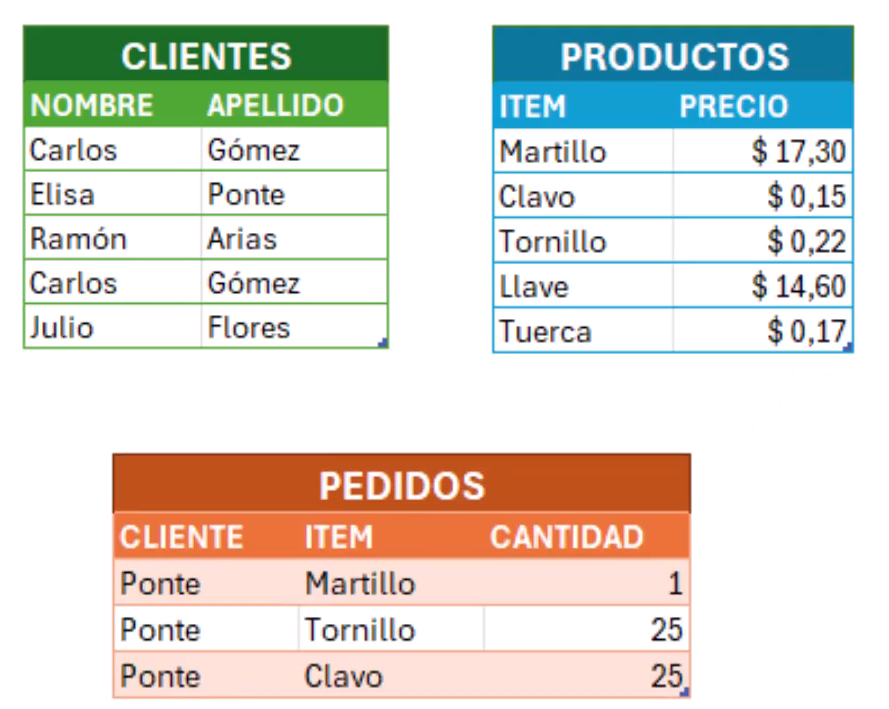 CLIENTES
NOMBRE APELLIDO
Carlos Gómez
Elisa Ponte
Ramón Arias
Carlos Gómez
Julio Flores
PRODUCTOS
ITEM PRECIO
Martillo $ 17,30
Clavo $ 0,15
Tornillo $ 0,22
Llave $ 14,60
Tuerca $ 0,17
PEDIDOS
CLIENTE ITEM CANTIDAD
Ponte Martillo 1
Ponte Tornillo 25
Ponte Clavo 25